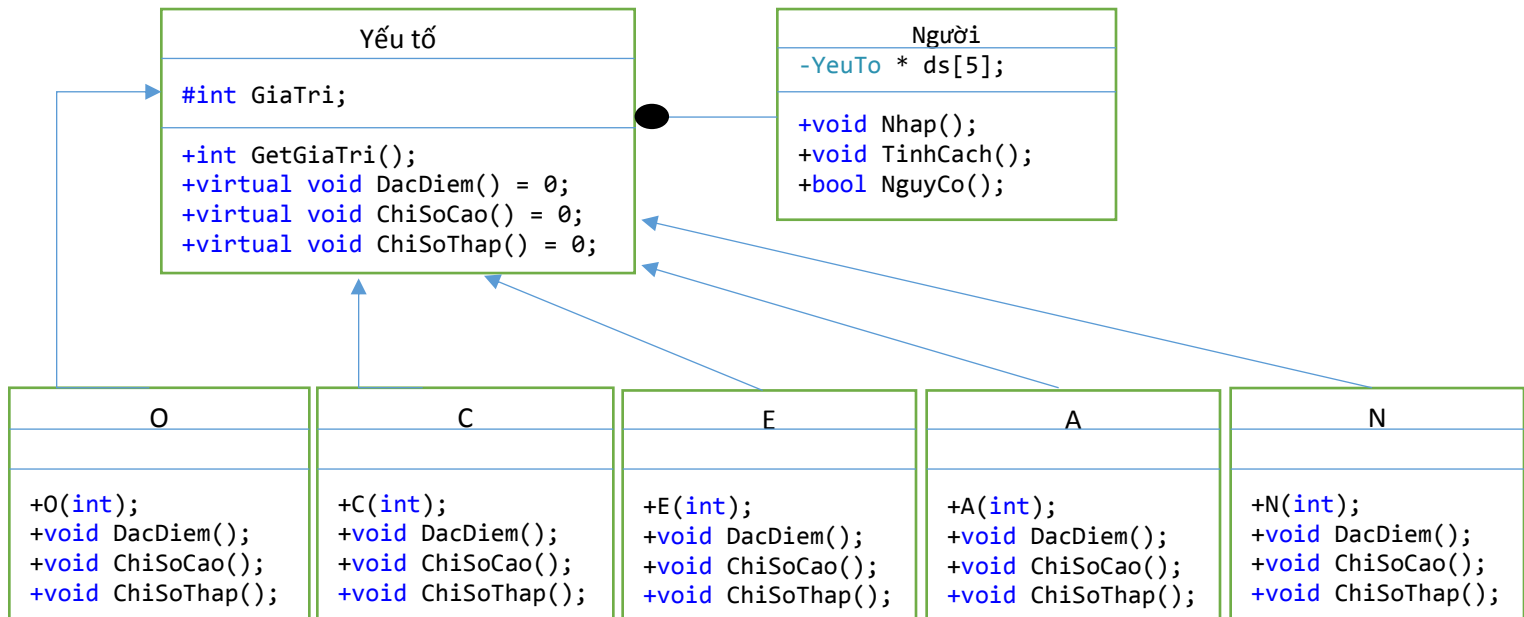 Yếu tố
#int GiaTri;
+int GetGiaTri();
+virtual void DacDiem() = 0;
+virtual void ChiSoCao() = 0;
+virtual void ChiSoThap() = 0;
Người
-YeuTo * ds[5];
+void Nhap();
+void TinhCach();
+bool NguyCo();
O
+O(int);
+void DacDiem();
+void ChiSoCao();
+void ChiSoThap();
C
+C(int);
+void DacDiem();
+void ChiSoCao();
+void ChiSoThap();
E
+E(int);
+void DacDiem();
+void ChiSoCao();
+void ChiSoThap();
A
+A(int);
+void DacDiem();
+void ChiSoCao();
+void ChiSoThap();
N
+N(int);
+void DacDiem();
+void ChiSoCao();
+void ChiSoThap();